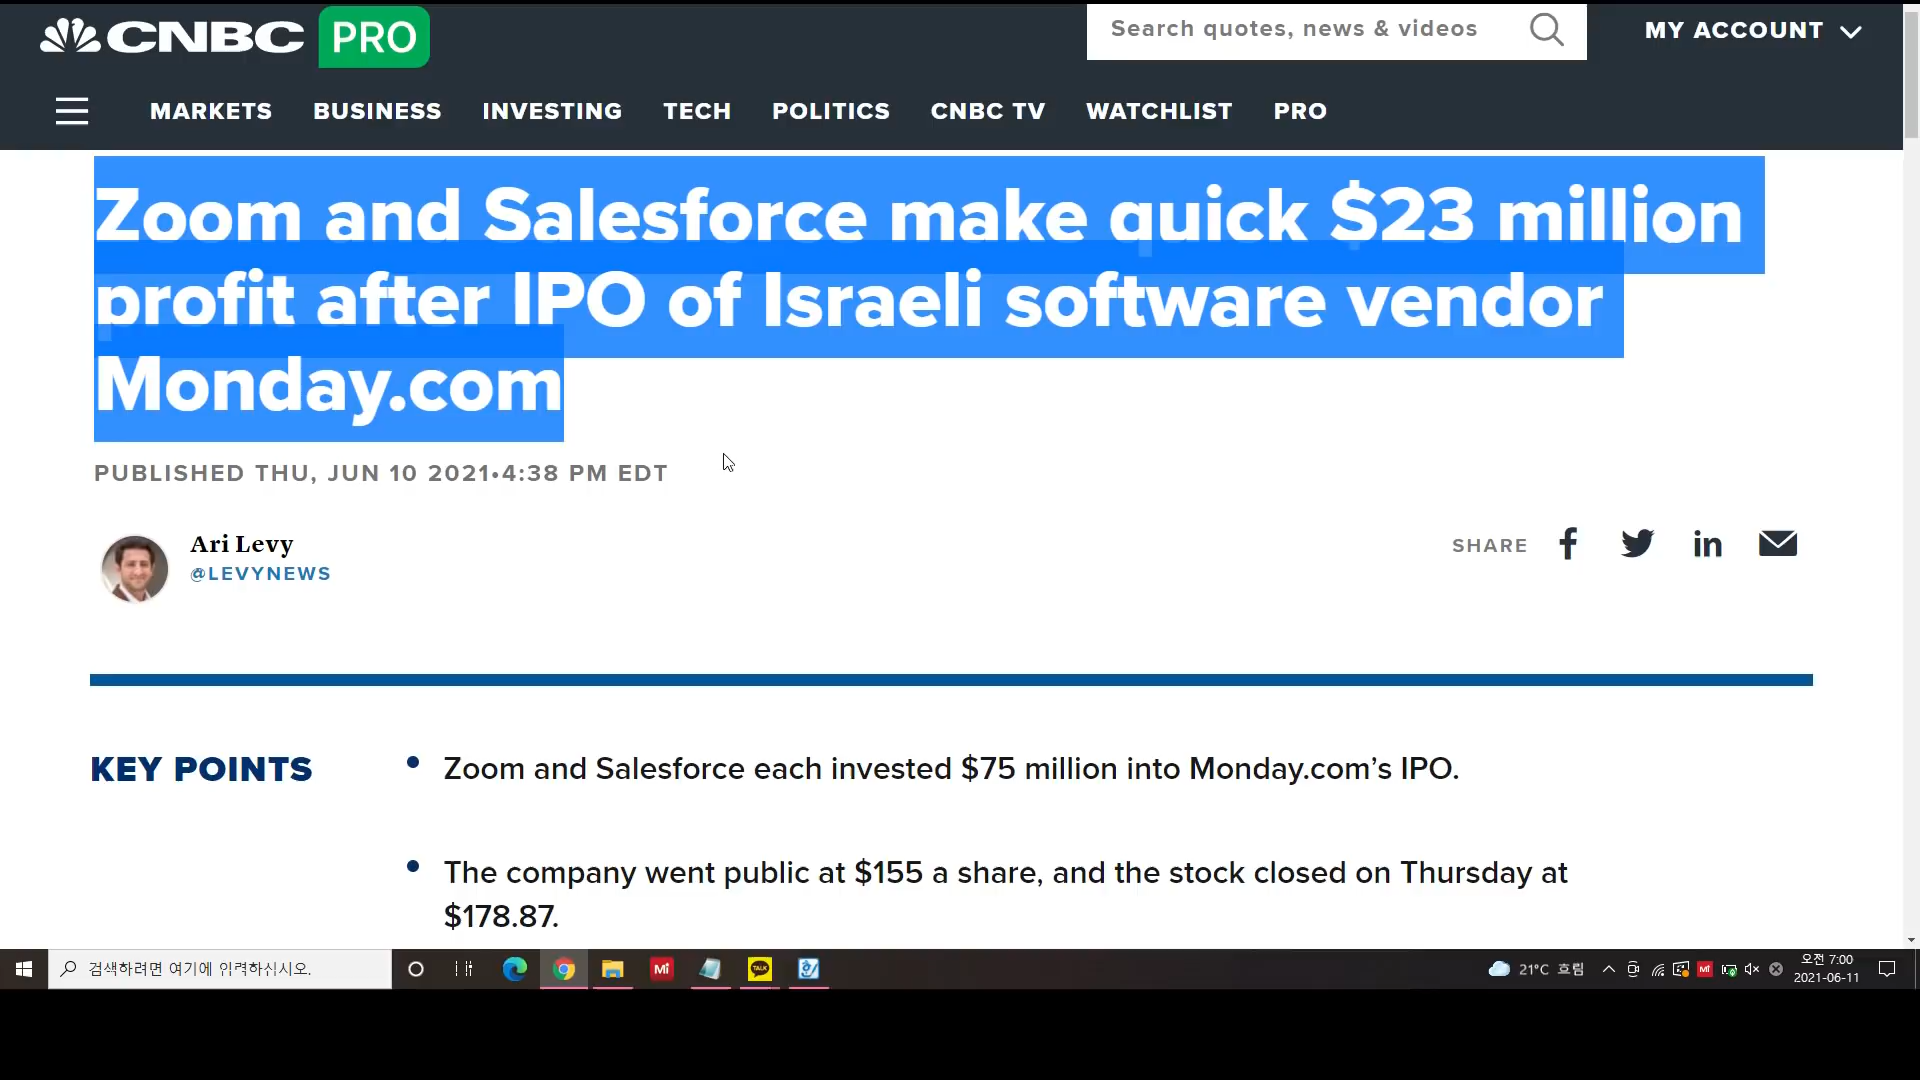 CNBC PRO
Search quotes, news & videos
MY ACCOUNT
MARKETS BUSINESS INVESTING TECH POLITICS CNBC TV WATCHLIST PRO
Zoom and Salesforce make quick $23 million
profit after IPO of Israeli software vendor
Monday.com
PUBLISHED THU, JUN 10 2021•4:38 PM EDT
Ari Levy
@LEVYNEWS
SHARE
KEY POINTS
• Zoom and Salesforce each invested $75 million into Monday.com’s IPO.
• The company went public at $155 a share, and the stock closed on Thursday at
$178.87.
검색하려면 여기에 입력하십시오.
Mi
TALK
21°C 흐림
Mi
오전 7:00
2021-06-11